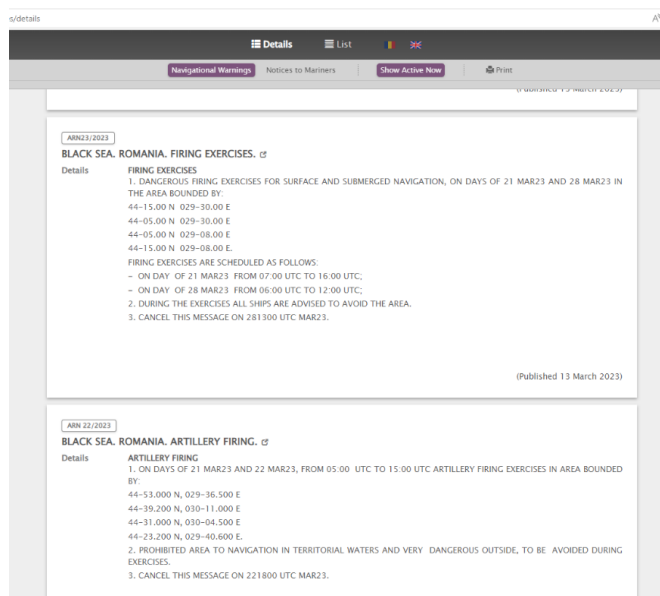 s/details
Details List
Navigational Warnings Notices to Mariners Show Active Now Print
(Published 13 March 2023)
ARN23/2023
BLACK SEA. ROMANIA. FIRING EXERCISES.
Details FIRING EXERCISES
1. DANGEROUS FIRING EXERCISES FOR SURFACE AND SUBMERGED NAVIGATION, ON DAYS OF 21 MAR23 AND 28 MAR23 IN
THE AREA BOUNDED BY:
44-15.00 N 029-30.00 E
44-05.00 N 029-30.00 E
44-05.00 N 029-08.00 E
44-15.00 N 029-08.00 E.
FIRING EXERCISES ARE SCHEDULED AS FOLLOWS:
- ON DAY OF 21 MAR23 FROM 07:00 UTC TO 16:00 UTC;
- ON DAY OF 28 MAR23 FROM 06:00 UTC TO 12:00 UTC;
2. DURING THE EXERCISES ALL SHIPS ARE ADVISED TO AVOID THE AREA.
3. CANCEL THIS MESSAGE ON 281300 UTC MAR23.
(Published 13 March 2023)
ARN 22/2023
BLACK SEA. ROMANIA. ARTILLERY FIRING.
Details ARTILLERY FIRING
1. ON DAYS OF 21 MAR23 AND 22 MAR23, FROM 05:00 UTC TO 15:00 UTC ARTILLERY FIRING EXERCISES IN AREA BOUNDED
BY:
44-53.000 N, 029-36.500 E
44-39.200 N, 030-11.000 E
44-31.000 N, 030-04.500 E
44-23.200 N, 029-40.600 E.
2. PROHIBITED AREA TO NAVIGATION IN TERRITORIAL WATERS AND VERY DANGEROUS OUTSIDE, TO BE AVOIDED DURING
EXERCISES.
3. CANCEL THIS MESSAGE ON 221800 UTC MAR23.